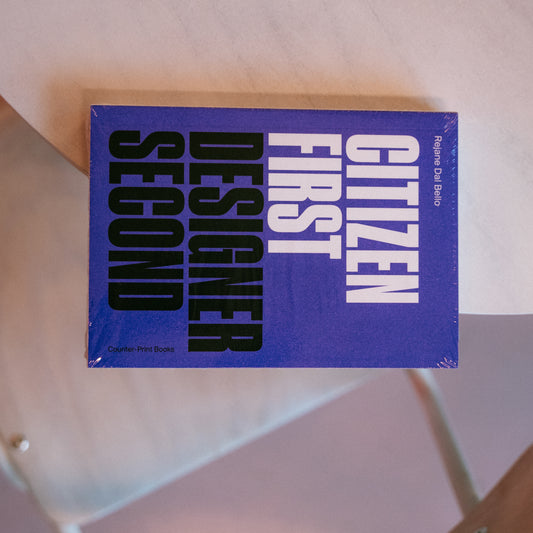 Rejane Dal Bello
CITIZEN
FIRST
DESIGNER
SECOND
Counter-Print Books